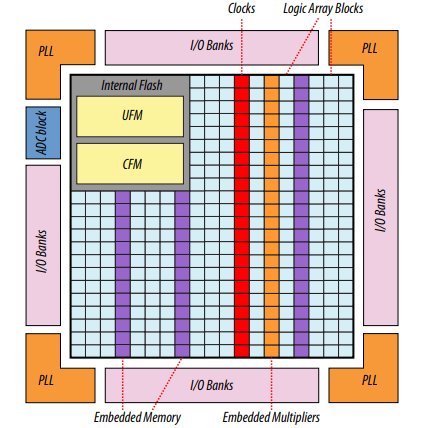 Clocks
Logic Array Blocks
PLL
I/O Banks
PLL
Internal Flash
UFM
ADC block
CFM
I/O Banks
I/O Banks
PLL
I/O Banks
PLL
Embedded Memory
Embedded Multipliers